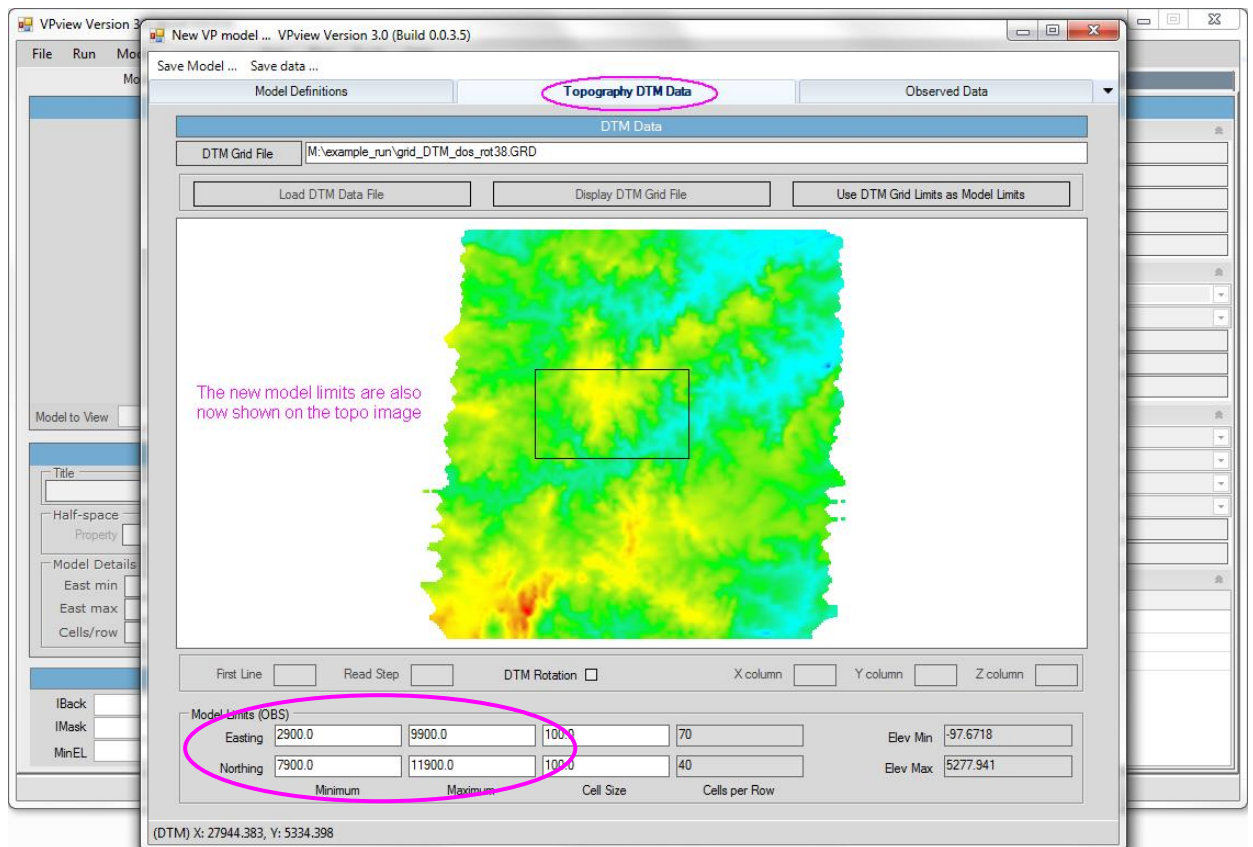 VPview Version 3
File Run Mo
Mo
Model to View
Title
Half-space
Property
Model Details
East min
East max
Cells/row
IBack
IMask
MinEL
New VP model ... VPview Version 3.0 (Build 0.0.3.5)
Save Model ... Save data ...
Model Definitions Topography DTM Data Observed Data
DTM Data
DTM Grid File M:\example_run\grid_DTM_dos_rot38.GRD
Load DTM Data File Display DTM Grid File Use DTM Grid Limits as Model Limits
The new model limits are also
now shown on the topo image
First Line Read Step DTM Rotation X column Y column Z column
Model Limits (OBS)
Easting 2900.0 9900.0 100.0 70 Elev Min -97.6718
Northing 7900.0 11900.0 100.0 40 Elev Max 5277.941
Minimum Maximum Cell Size Cells per Row
(DTM) X: 27944.383, Y: 5334.398